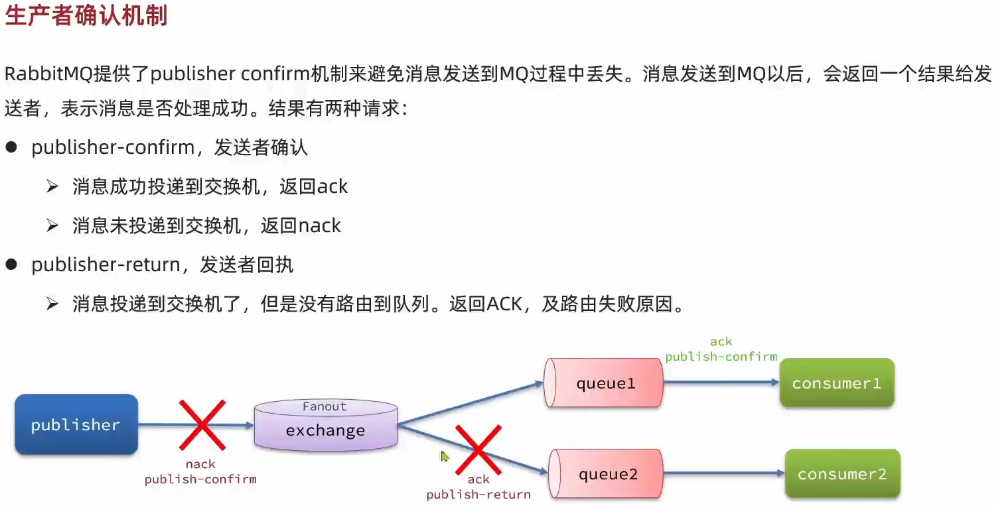 生产者确认机制
RabbitMQ提供了publisher confirm机制来避免消息发送到MQ过程中丢失。消息发送到MQ以后，会返回一个结果给发
送者，表示消息是否处理成功。结果有两种请求：
● publisher-confirm，发送者确认
➢ 消息成功投递到交换机，返回ack
➢ 消息未投递到交换机，返回nack
● publisher-return，发送者回执
➢ 消息投递到交换机了，但是没有路由到队列。返回ACK，及路由失败原因。
ack
publish-confirm
queue1
consumer1
Fanout
publisher
exchange
nack
publish-confirm
ack
publish-return
queue2
consumer2